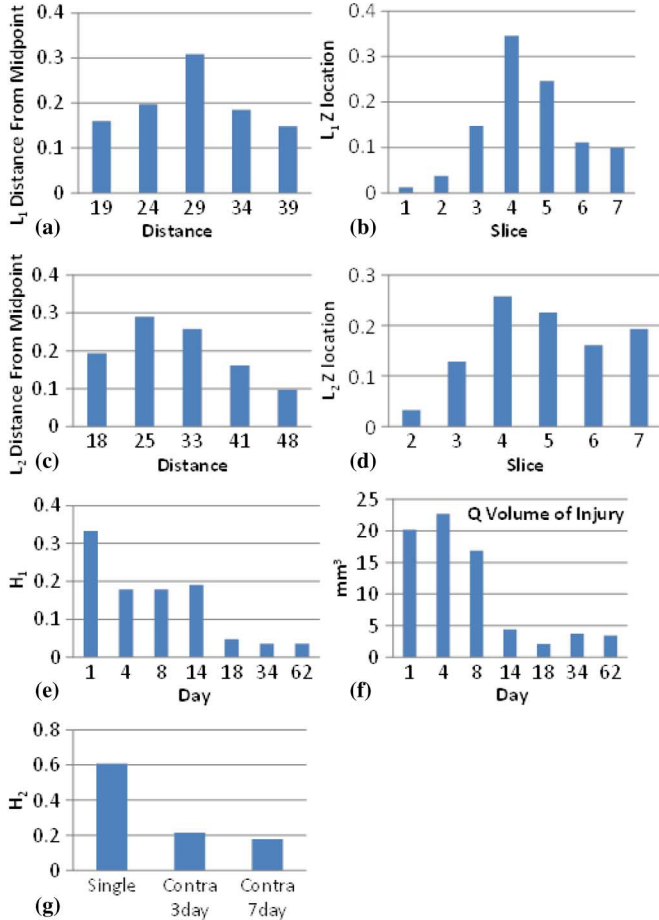 L1 Distance From Midpoint
0.4
0.3
0.2
0.1
0
19 24 29 34 39
(a)
Distance
L1 Z location
0.4
0.3
0.2
0.1
0
1 2 3 4 5 6 7
(b)
Slice
L2 Distance From Midpoint
0.4
0.3
0.2
0.1
0
18 25 33 41 48
(c)
Distance
L2 Z location
0.3
0.2
0.1
0
2 3 4 5 6 7
(d)
Slice
H1
0.4
0.3
0.2
0.1
0
1 4 8 14 18 34 62
(e)
Day
Q Volume of Injury
mm³
25
20
15
10
5
0
1 4 8 14 18 34 62
(f)
Day
H2
0.8
0.6
0.4
0.2
0
Single Contra Contra
3day 7day
(g)